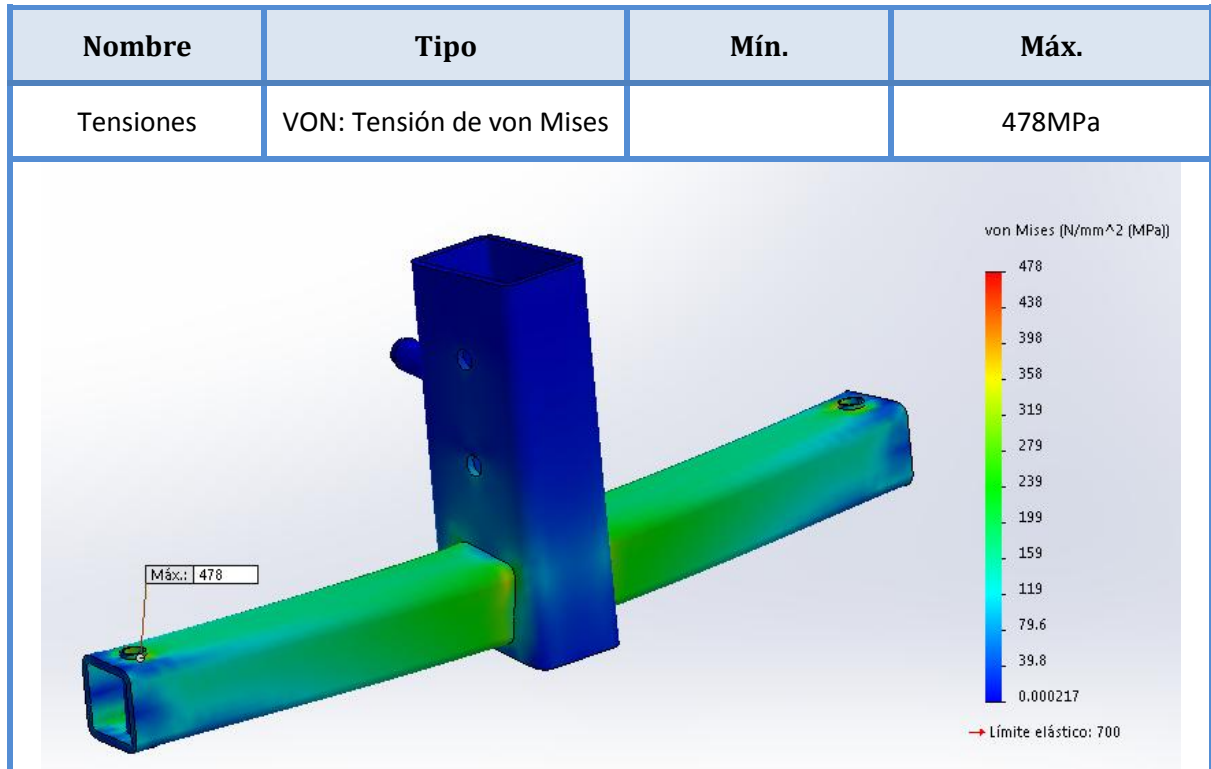 Nombre Tipo Mín. Máx.
Tensiones VON: Tensión de von Mises 478MPa
von Mises (N/mm^2 (MPa))
478
438
398
358
319
279
239
199
159
119
79.6
39.8
0.000217
Límite elástico: 700
Máx.: 478